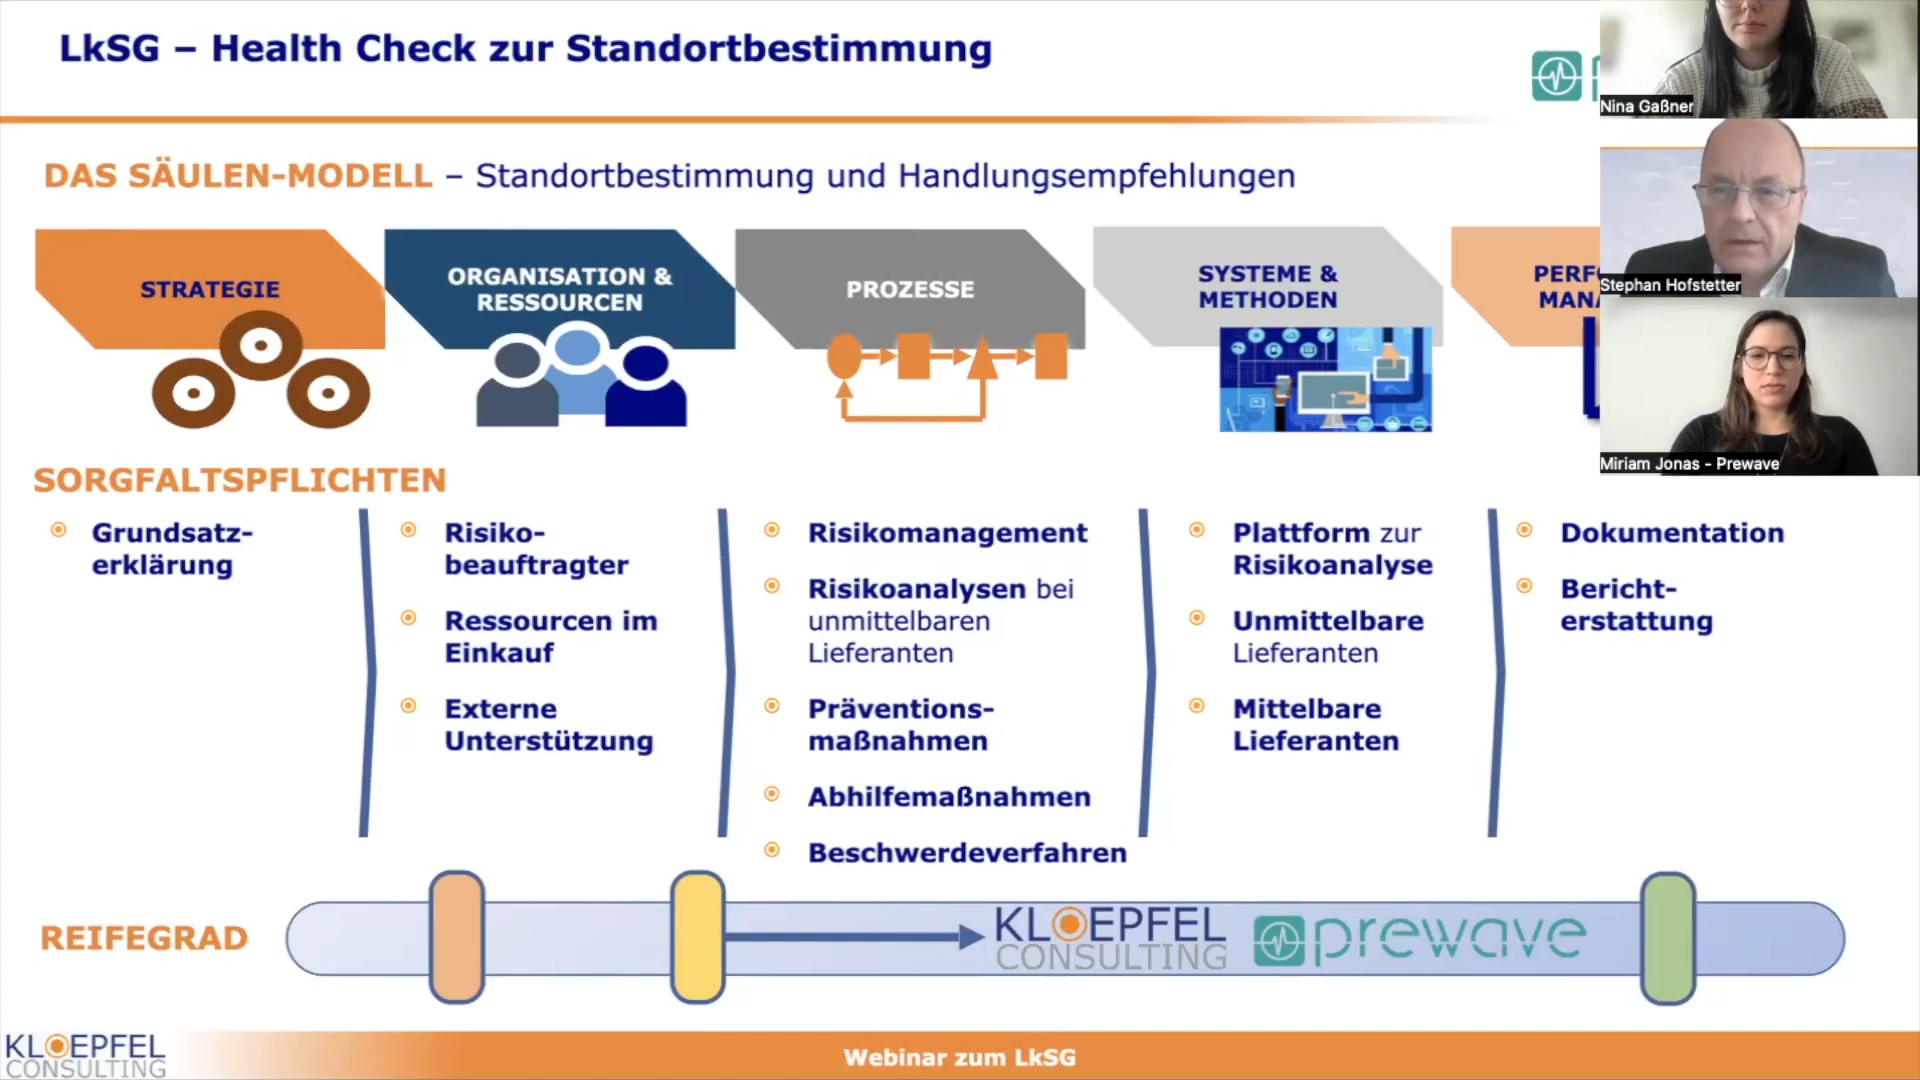 LkSG – Health Check zur Standortbestimmung
Nina Gaßner
DAS SÄULEN-MODELL – Standortbestimmung und Handlungsempfehlungen
Stephan Hofstetter
STRATEGIE
ORGANISATION &
RESSOURCEN
PROZESSE
SYSTEME &
METHODEN
Miriam Jonas - Prewave
SORGFALTSPFLICHTEN
Grundsatz-
erklärung
Risiko-
beauftragter
Ressourcen im
Einkauf
Externe
Unterstützung
Risikomanagement
Risikoanalysen bei
unmittelbaren
Lieferanten
Präventions-
maßnahmen
Abhilfemaßnahmen
Beschwerdeverfahren
Plattform zur
Risikoanalyse
Unmittelbare
Lieferanten
Mittelbare
Lieferanten
Dokumentation
Bericht-
erstattung
REIFEGRAD
KLOEPFEL
CONSULTING
prewave
KLOEPFEL
CONSULTING
Webinar zum LkSG